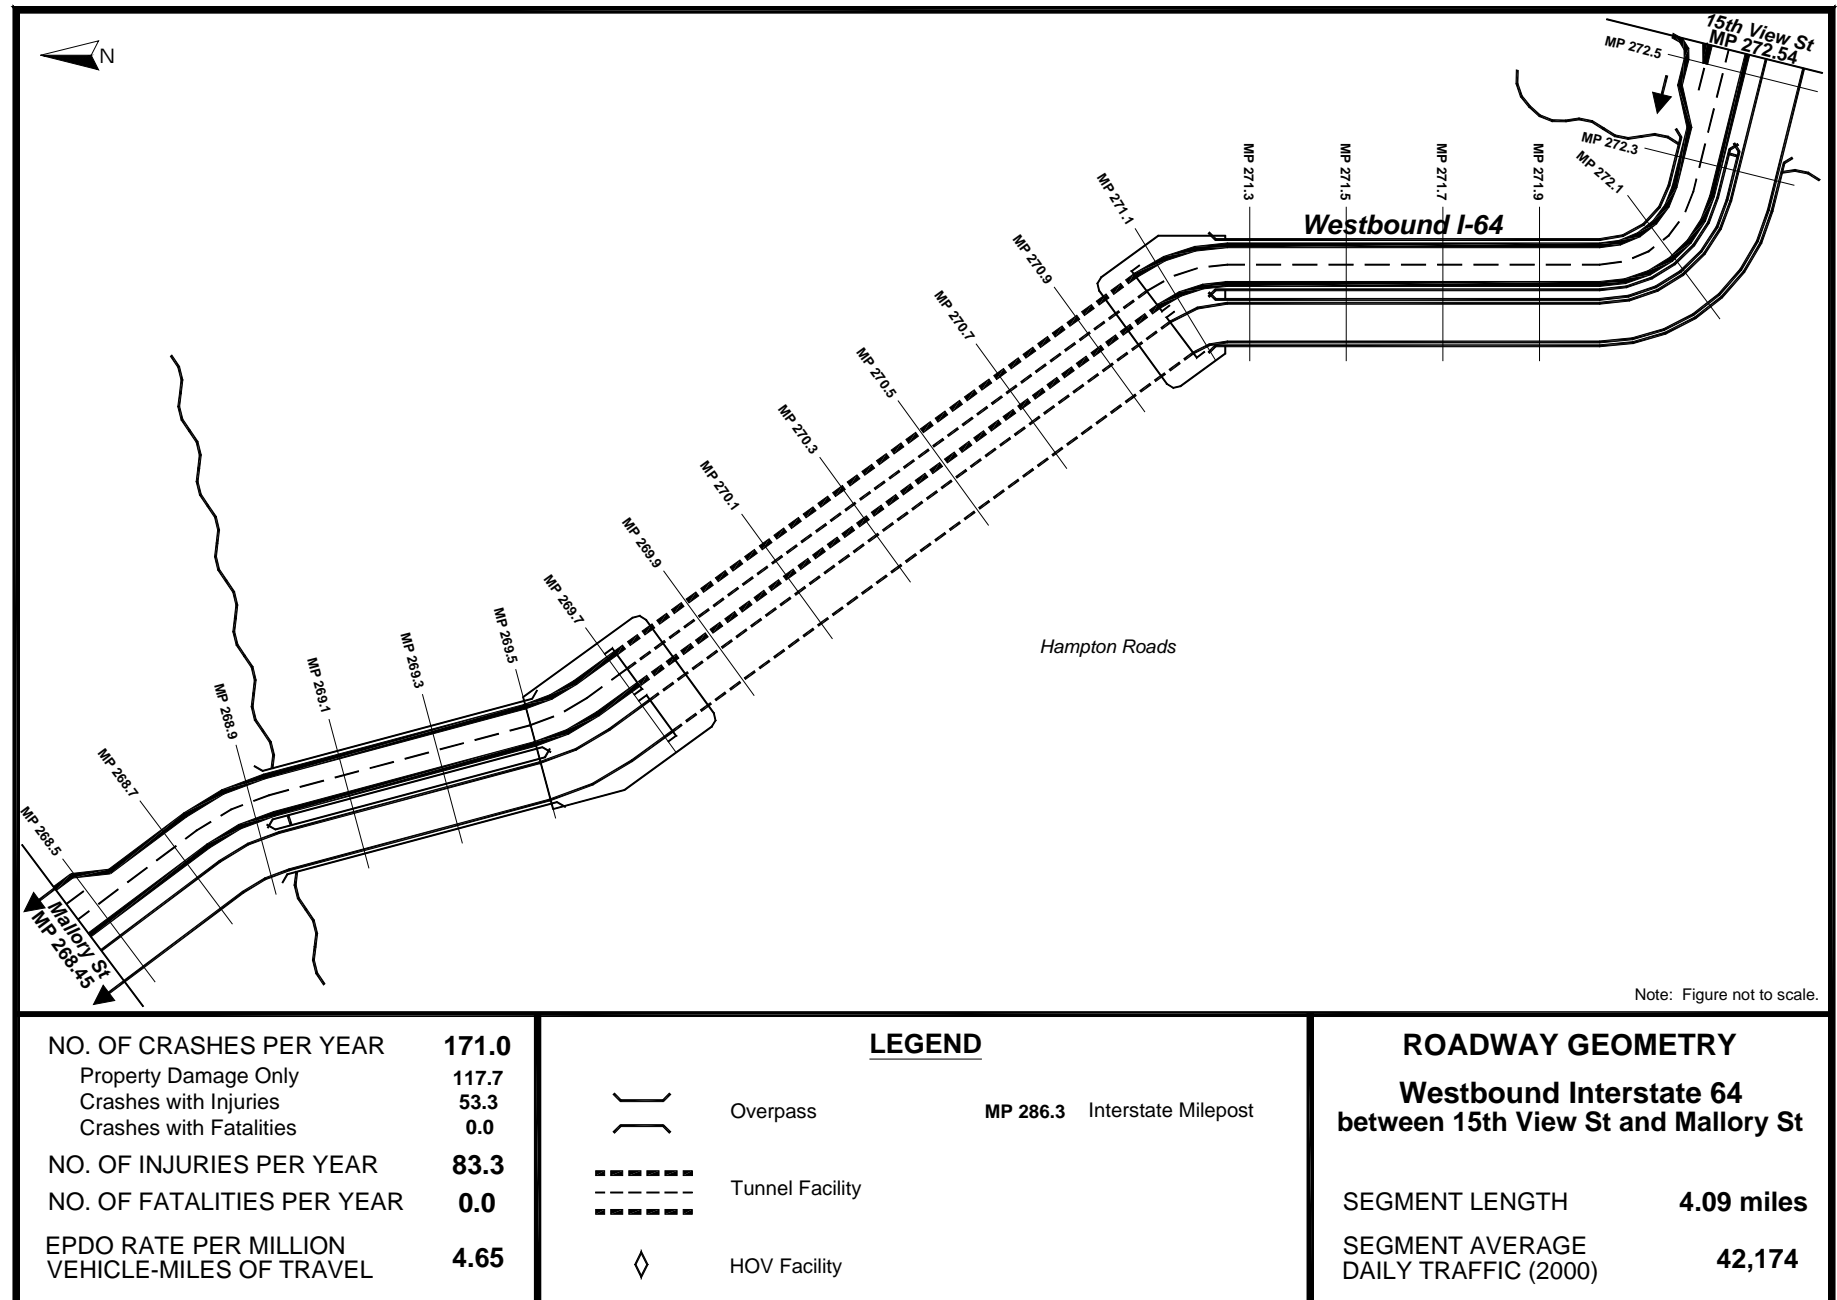 N
15th View St
MP 272.54
MP 272.5
MP 272.3
MP 272.1
MP 271.9
MP 271.7
MP 271.5
MP 271.3
MP 271.1
Westbound I-64
MP 270.9
MP 270.7
MP 270.5
MP 270.3
MP 270.1
MP 269.9
MP 269.7
MP 269.5
MP 269.3
MP 269.1
MP 268.9
MP 268.7
MP 268.5
Mallory St
MP 268.45
Hampton Roads
Note: Figure not to scale.
NO. OF CRASHES PER YEAR 171.0
Property Damage Only 117.7
Crashes with Injuries 53.3
Crashes with Fatalities 0.0
NO. OF INJURIES PER YEAR 83.3
NO. OF FATALITIES PER YEAR 0.0
EPDO RATE PER MILLION
VEHICLE-MILES OF TRAVEL 4.65
LEGEND
Overpass
MP 286.3 Interstate Milepost
Tunnel Facility
HOV Facility
ROADWAY GEOMETRY
Westbound Interstate 64
between 15th View St and Mallory St
SEGMENT LENGTH 4.09 miles
SEGMENT AVERAGE
DAILY TRAFFIC (2000) 42,174